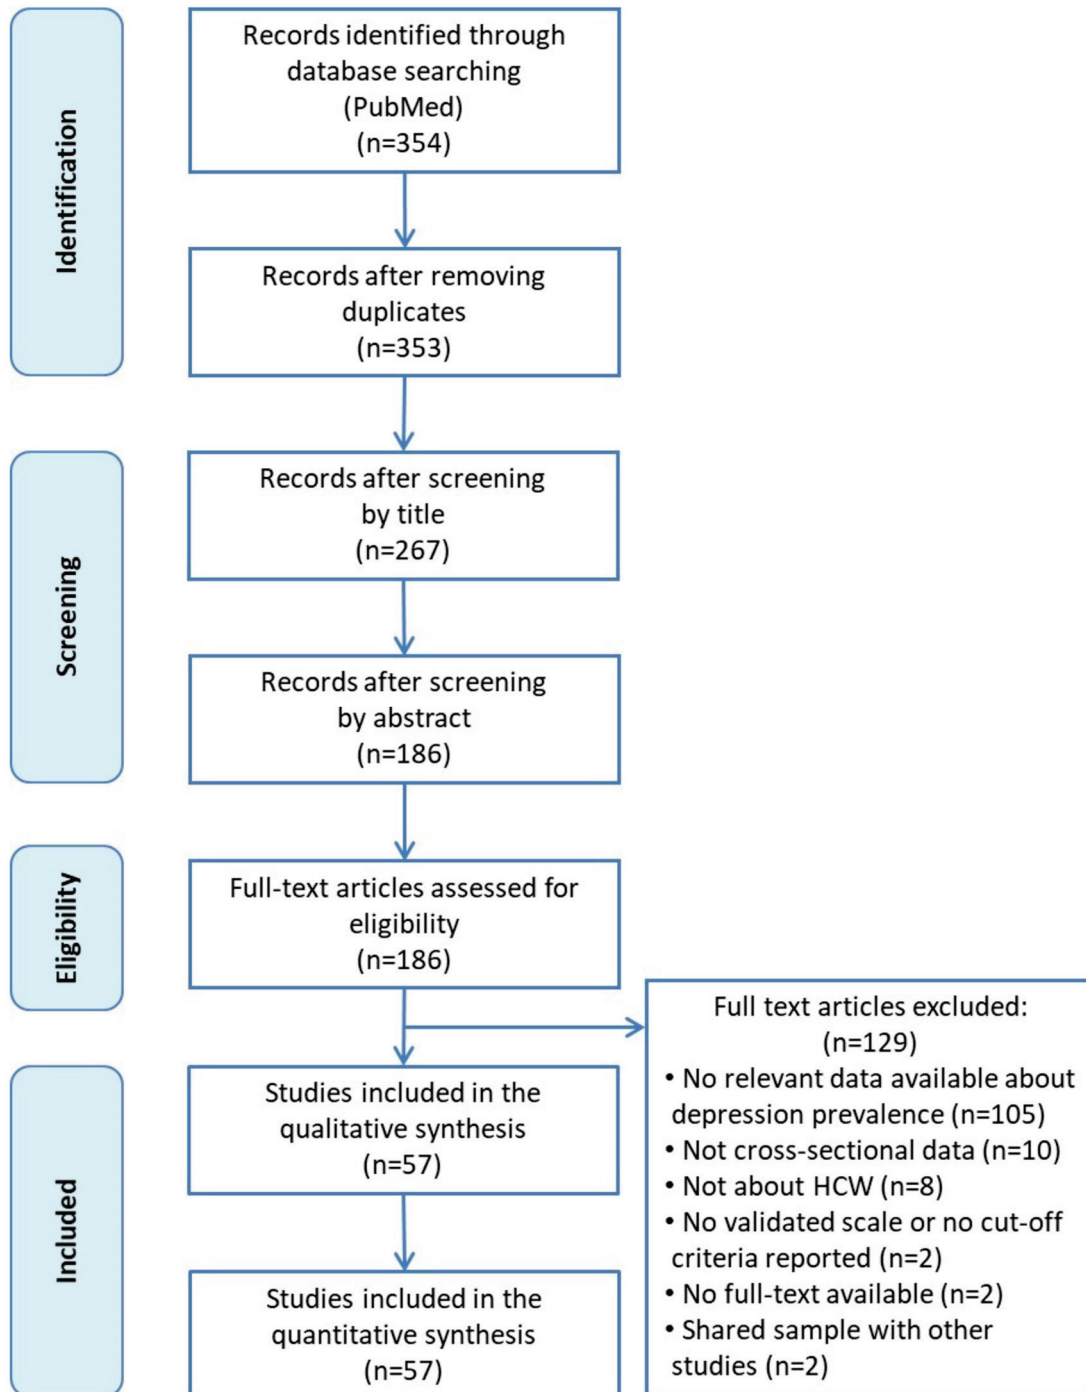 Identification
Records identified through
database searching
(PubMed)
(n=354)
Records after removing
duplicates
(n=353)
Screening
Records after screening
by title
(n=267)
Records after screening
by abstract
(n=186)
Eligibility
Full-text articles assessed for
eligibility
(n=186)
Full text articles excluded:
(n=129)
• No relevant data available about
depression prevalence (n=105)
• Not cross-sectional data (n=10)
• Not about HCW (n=8)
• No validated scale or no cut-off
criteria reported (n=2)
• No full-text available (n=2)
• Shared sample with other
studies (n=2)
Included
Studies included in the
qualitative synthesis
(n=57)
Studies included in the
quantitative synthesis
(n=57)